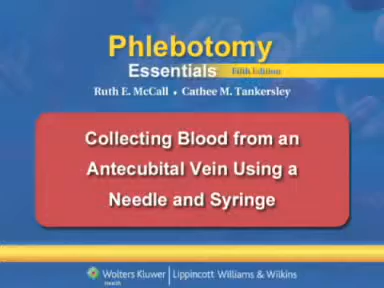 Phlebotomy
Essentials Fifth Edition
Ruth E. McCall • Cathee M. Tankersley
Collecting Blood from an
Antecubital Vein Using a
Needle and Syringe
Wolters Kluwer Lippincott Williams & Wilkins
Health